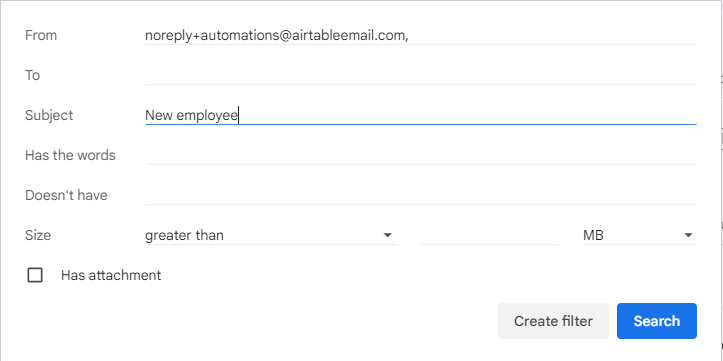 From noreply+automations@airtableemail.com,
To
Subject New employee
Has the words
Doesn't have
Size greater than MB
Has attachment
Create filter Search